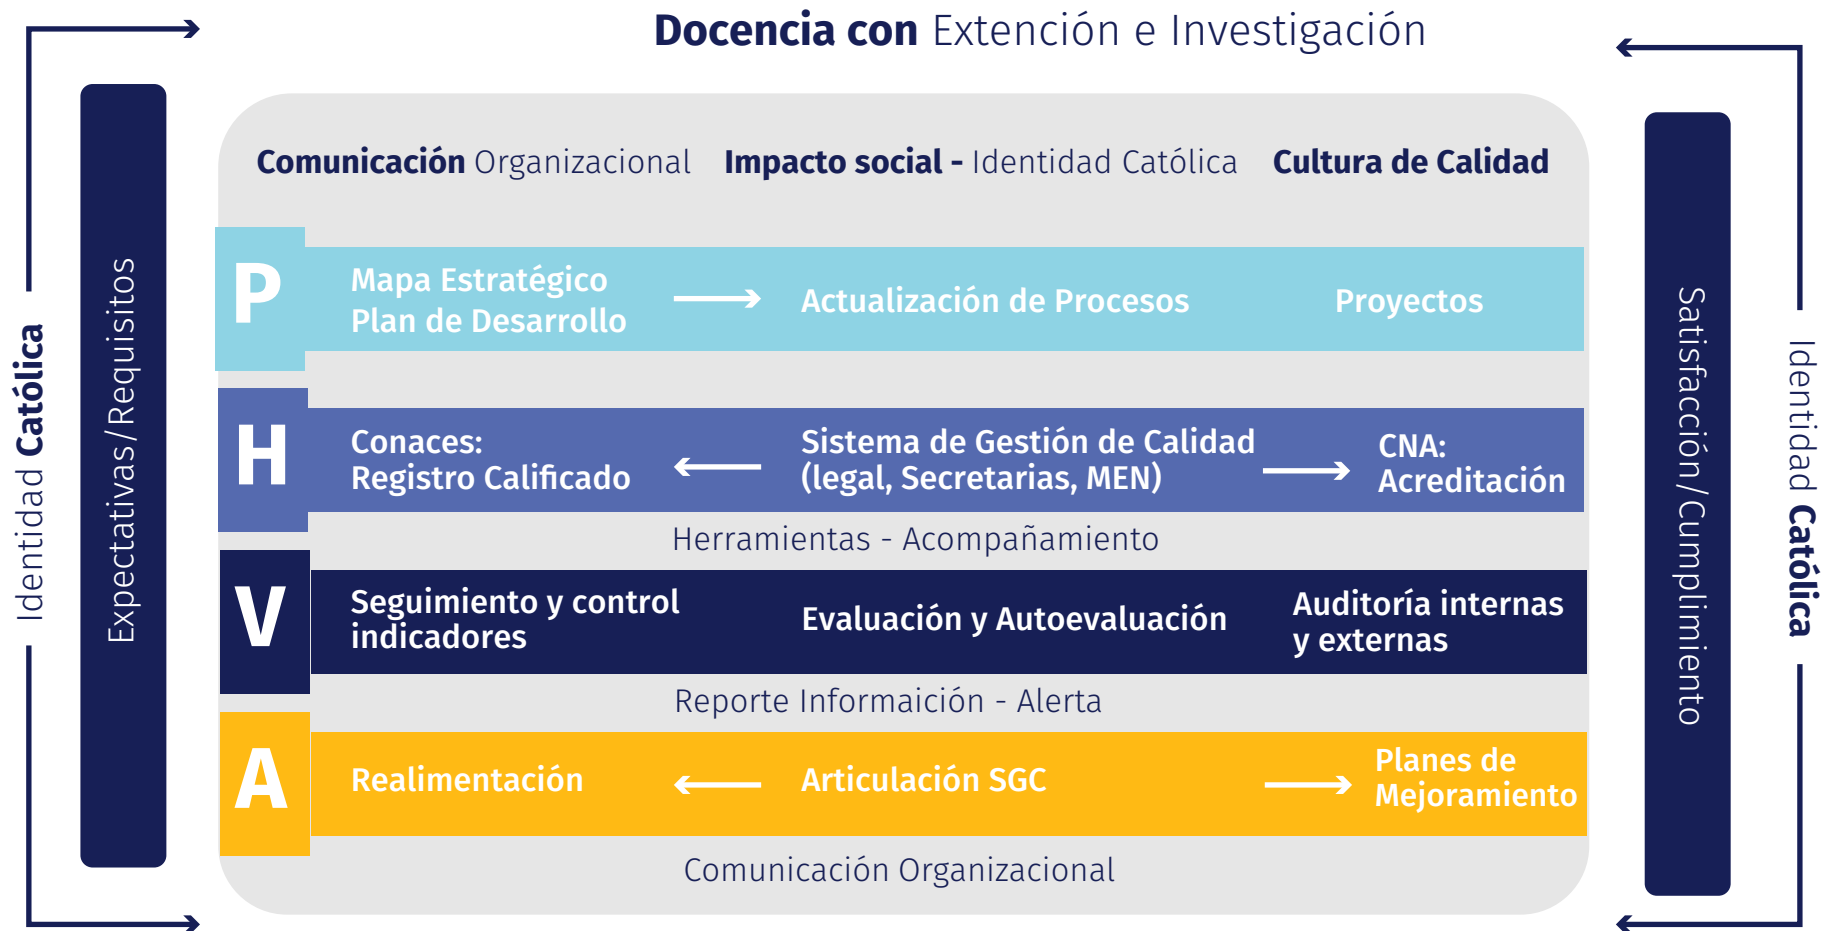 Docencia con Extención e Investigación
Identidad Católica
Expectativas/Requisitos
Comunicación Organizacional
Impacto social - Identidad Católica
Cultura de Calidad
P
Mapa Estratégico
Plan de Desarrollo
Actualización de Procesos
Proyectos
H
Conaces:
Registro Calificado
Sistema de Gestión de Calidad
(legal, Secretarias, MEN)
CNA:
Acreditación
Herramientas - Acompañamiento
V
Seguimiento y control
indicadores
Evaluación y Autoevaluación
Auditoría internas
y externas
Reporte Informaición - Alerta
A
Realimentación
Articulación SGC
Planes de
Mejoramiento
Comunicación Organizacional
Satisfacción/Cumplimiento
Identidad Católica